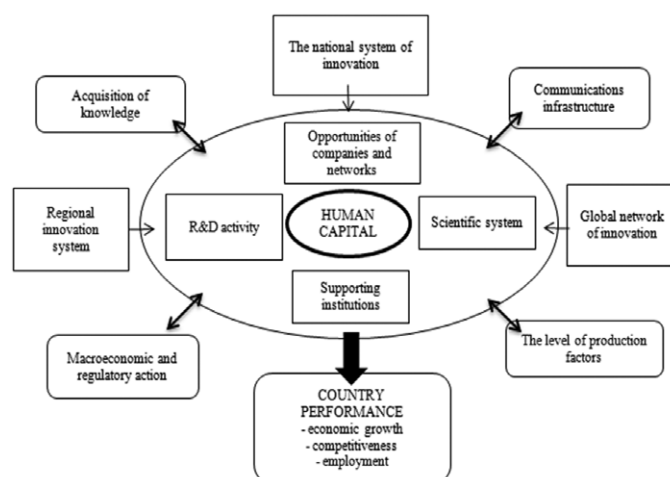 The national system of
innovation
Acquisition of
knowledge
Communications
infrastructure
Opportunities of
companies and
networks
Regional
innovation
system
R&D activity
HUMAN
CAPITAL
Scientific system
Global network
of innovation
Supporting
institutions
Macroeconomic and
regulatory action
The level of production
factors
COUNTRY
PERFORMANCE
- economic growth
- competitiveness
- employment